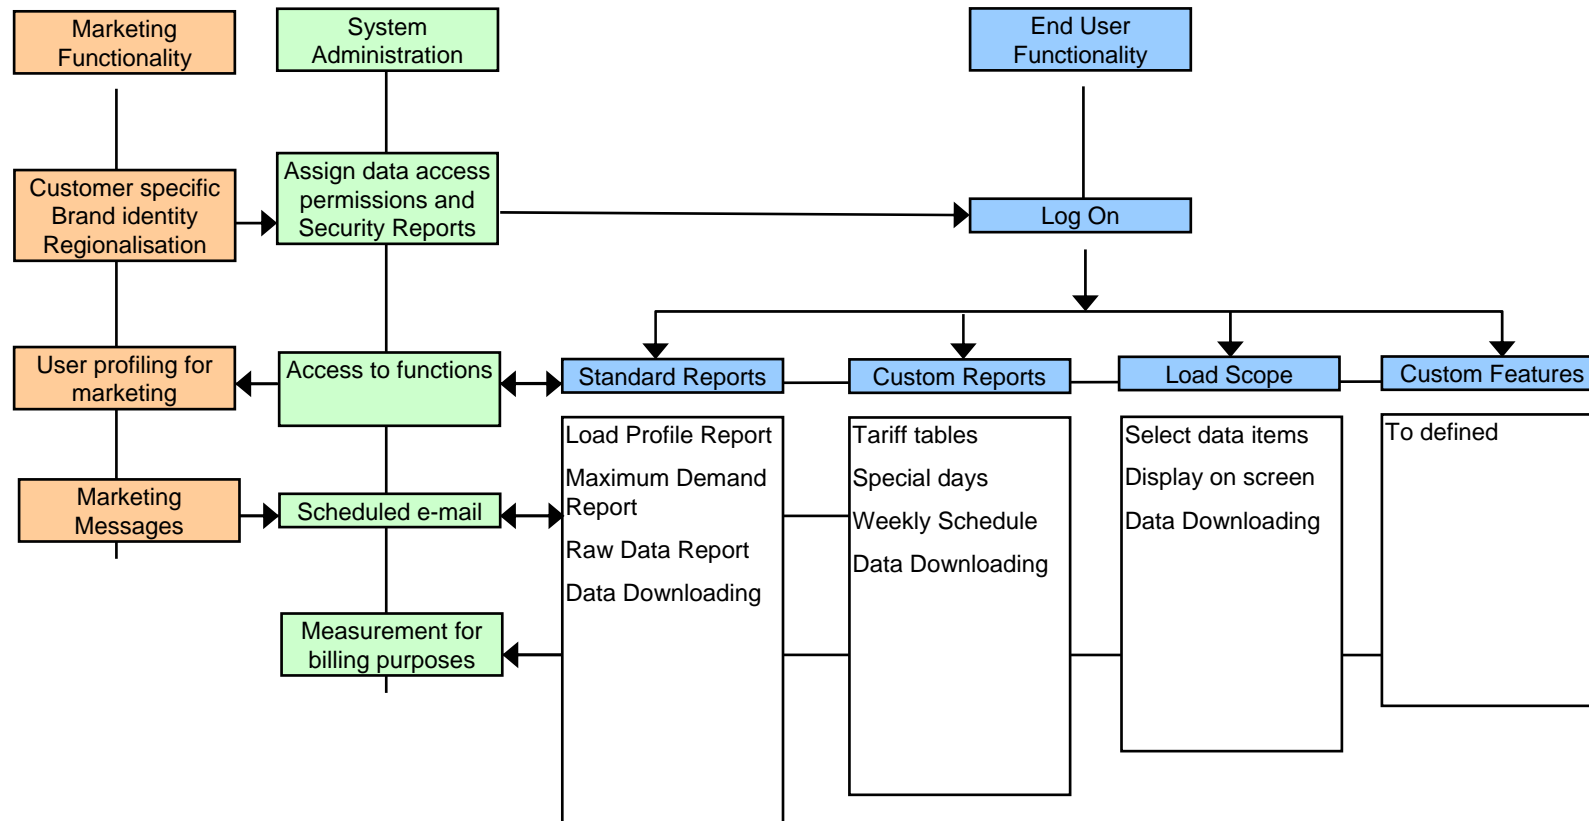 Marketing
Functionality
System
Administration
End User
Functionality
Customer specific
Brand identity
Regionalisation
Assign data access
permissions and
Security Reports
Log On
User profiling for
marketing
Access to functions
Standard Reports
Custom Reports
Load Scope
Custom Features
Load Profile Report
Maximum Demand
Report
Raw Data Report
Data Downloading
Tariff tables
Special days
Weekly Schedule
Data Downloading
Select data items
Display on screen
Data Downloading
To defined
Marketing
Messages
Scheduled e-mail
Measurement for
billing purposes